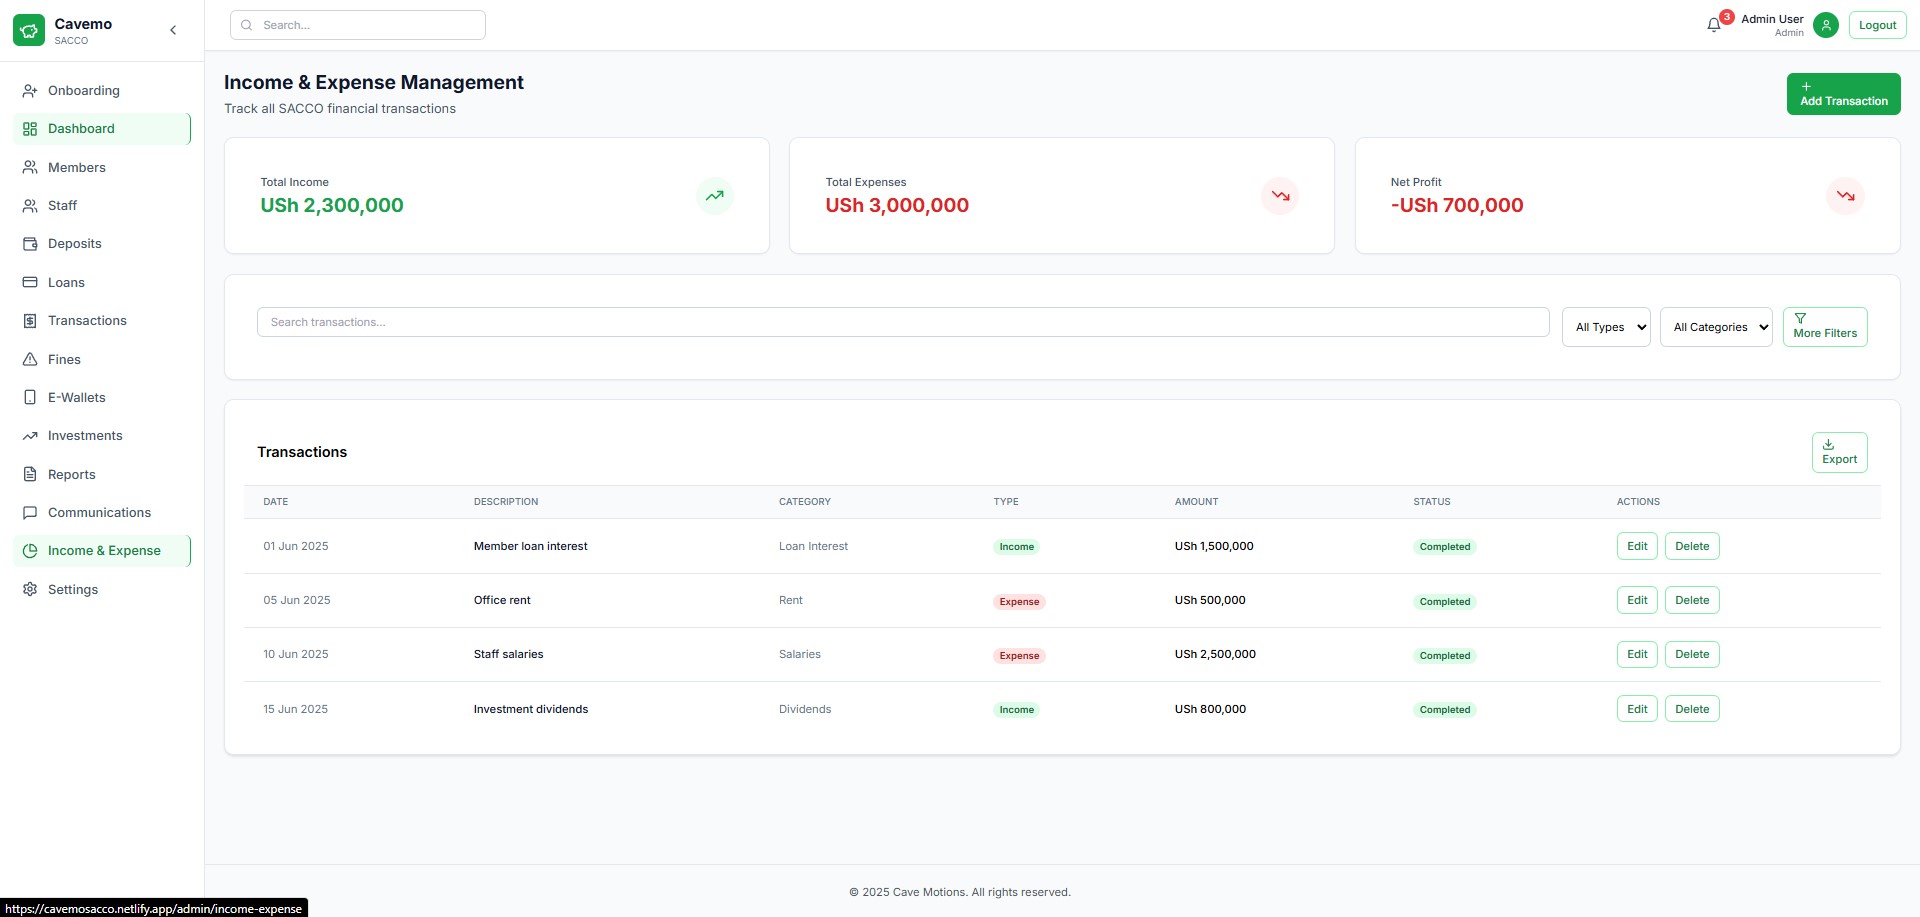 Cavemo
SACCO
Search...
3
Admin User
Admin
Logout
Onboarding
Dashboard
Members
Staff
Deposits
Loans
Transactions
Fines
E-Wallets
Investments
Reports
Communications
Income & Expense
Settings
Income & Expense Management
Track all SACCO financial transactions
Add Transaction
Total Income
USh 2,300,000
Total Expenses
USh 3,000,000
Net Profit
-USh 700,000
Search transactions...
All Types
All Categories
More Filters
Transactions
Export
DATE DESCRIPTION CATEGORY TYPE AMOUNT STATUS ACTIONS
01 Jun 2025 Member loan interest Loan Interest Income USh 1,500,000 Completed Edit Delete
05 Jun 2025 Office rent Rent Expense USh 500,000 Completed Edit Delete
10 Jun 2025 Staff salaries Salaries Expense USh 2,500,000 Completed Edit Delete
15 Jun 2025 Investment dividends Dividends Income USh 800,000 Completed Edit Delete
© 2025 Cave Motions. All rights reserved.
https://cavemosacco.netlify.app/admin/income-expense